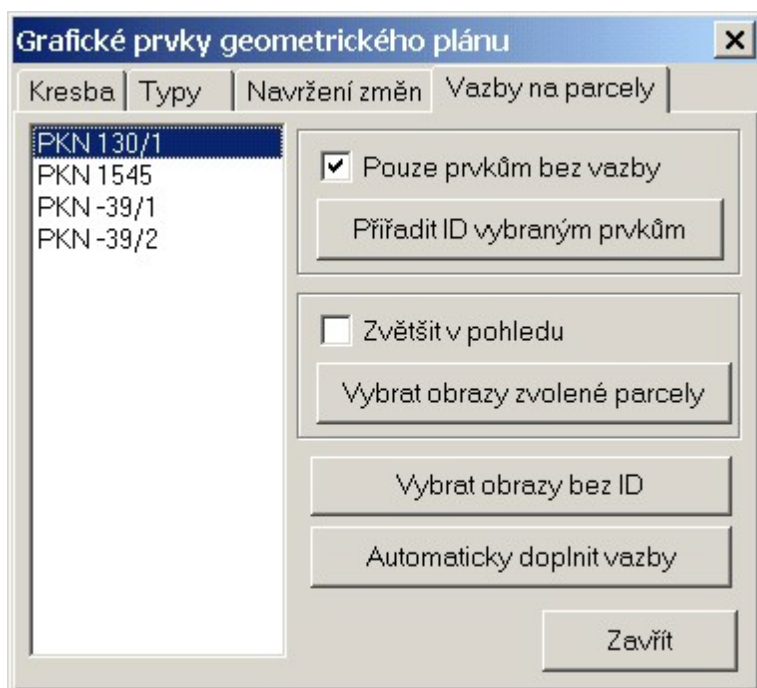 Grafické prvky geometrického plánu
Kresba Typy Navržení změn Vazby na parcely
PKN 130/1
PKN 1545
PKN -39/1
PKN -39/2
Pouze prvkům bez vazby
Přiřadit ID vybraným prvkům
Zvětšit v pohledu
Vybrat obrazy zvolené parcely
Vybrat obrazy bez ID
Automaticky doplnit vazby
Zavřít